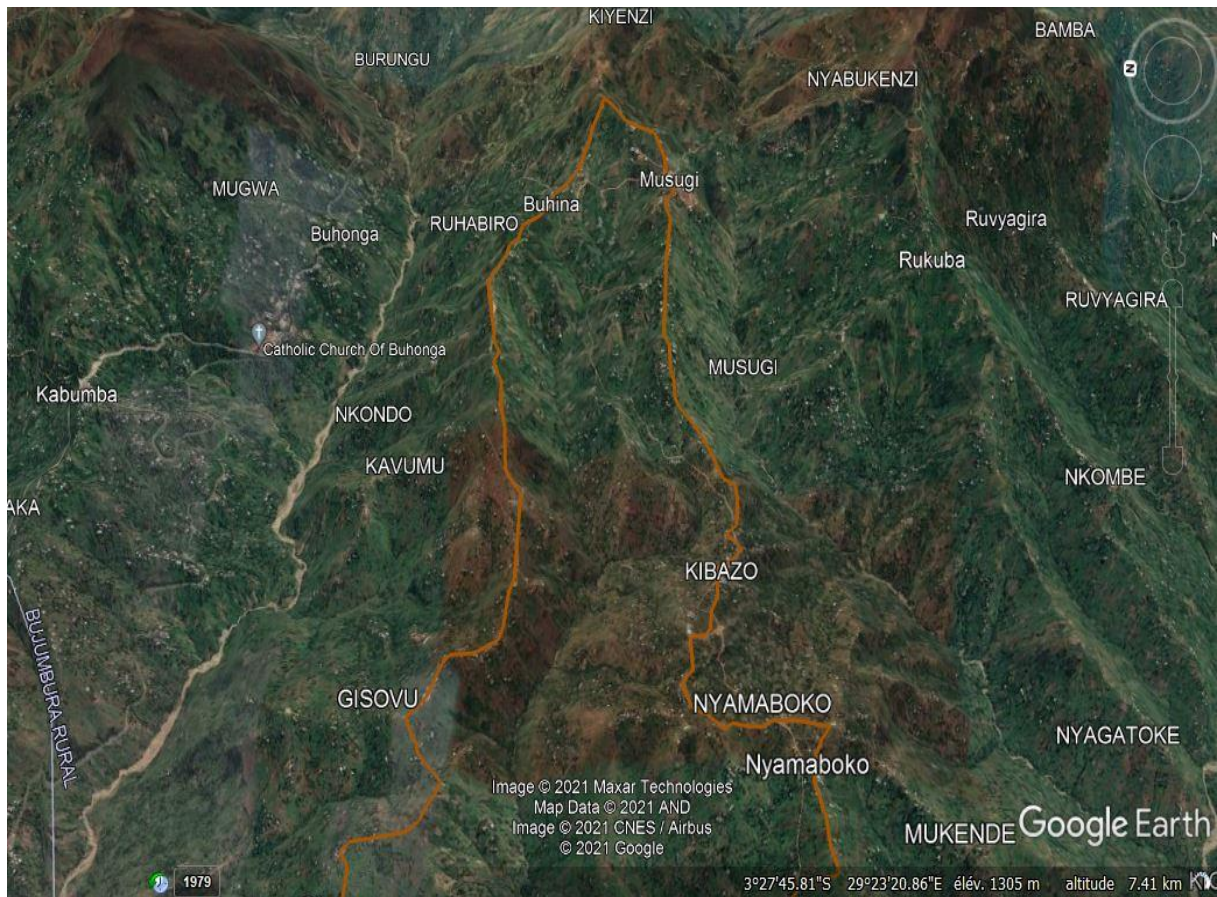 KIYENZI
BAMBA
BURUNGU
NYABUKENZI
N
MUGWA
Musugi
Buhina
RUHABIRO
Ruvyagira
Buhonga
N
Rukuba
RUVYAGIRA
Catholic Church Of Buhonga
MUSUGI
Kabumba
NKONDO
KAVUMU
NKOMBE
AKA
KIBAZO
BUJUMBURA RURAL
GISOVU
NYAMABOKO
NYAGATOKE
Nyamaboko
Image © 2021 Maxar Technologies
Map Data © 2021 AND
Image © 2021 CNES / Airbus
© 2021 Google
MUKENDE
Google Earth
1979
3°27'45.81"S 29°23'20.86"E élév. 1305 m altitude 7.41 km